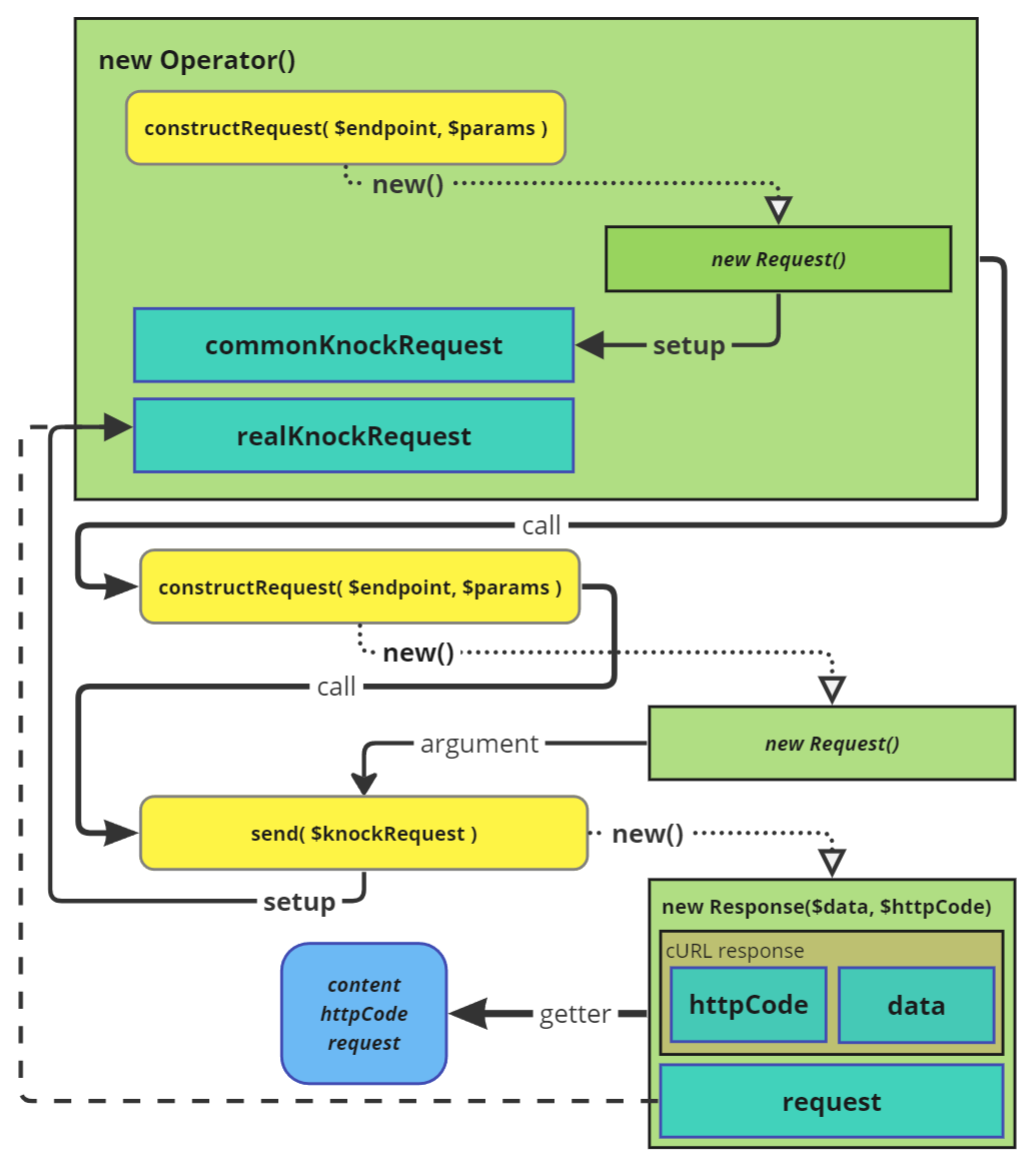 new Operator()
constructRequest( $endpoint, $params )
new()
new Request()
commonKnockRequest
setup
realKnockRequest
call
constructRequest( $endpoint, $params )
new()
call
argument
new Request()
send( $knockRequest )
new()
setup
new Response($data, $httpCode)
cURL response
httpCode
data
content
httpCode
request
getter
request